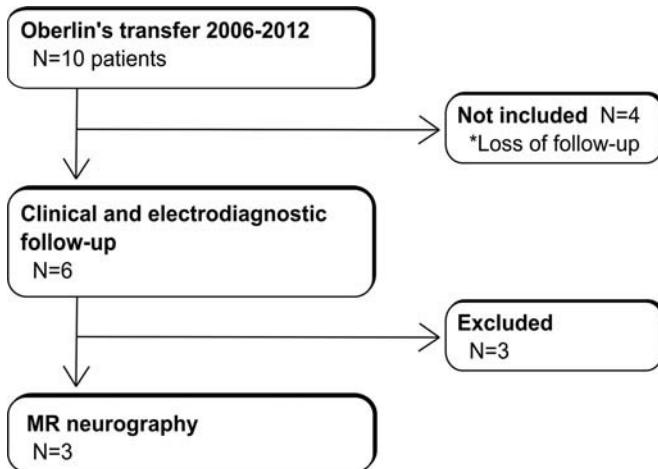 Oberlin's transfer 2006-2012
N=10 patients
Not included N=4
*Loss of follow-up
Clinical and electrodiagnostic
follow-up
N=6
Excluded
N=3
MR neurography
N=3